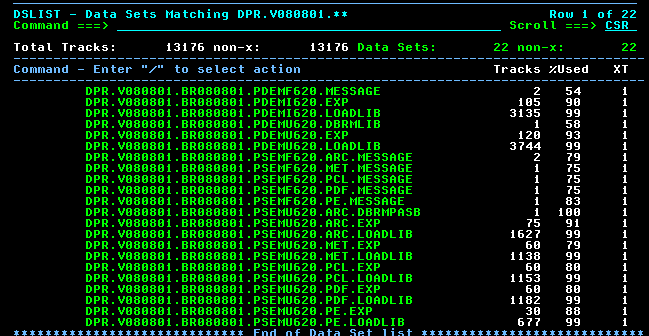 DSLIST - Data Sets Matching DPR.V080801.** Row 1 of 22
Command ===> Scroll ===> CSR
Total Tracks: 13176 non-x: 13176 Data Sets: 22 non-x: 22
Command - Enter "/" to select action Tracks %Used XT
DPR.V080801.BR080801.PDEMF620.MESSAGE 2 54 1
DPR.V080801.BR080801.PDEMI620.EXP 105 90 1
DPR.V080801.BR080801.PDEMI620.LOADLIB 3135 99 1
DPR.V080801.BR080801.PDEMU620.DBRMLIB 1 58 1
DPR.V080801.BR080801.PDEMU620.EXP 120 93 1
DPR.V080801.BR080801.PDEMU620.LOADLIB 3744 99 1
DPR.V080801.BR080801.PSEMF620.ARC.MESSAGE 2 79 1
DPR.V080801.BR080801.PSEMF620.MET.MESSAGE 1 75 1
DPR.V080801.BR080801.PSEMF620.PCL.MESSAGE 1 75 1
DPR.V080801.BR080801.PSEMF620.PDF.MESSAGE 1 75 1
DPR.V080801.BR080801.PSEMF620.PE.MESSAGE 1 83 1
DPR.V080801.BR080801.PSEMU620.ARC.DBRMPASB 1 100 1
DPR.V080801.BR080801.PSEMU620.ARC.EXP 75 91 1
DPR.V080801.BR080801.PSEMU620.ARC.LOADLIB 1627 99 1
DPR.V080801.BR080801.PSEMU620.MET.EXP 60 79 1
DPR.V080801.BR080801.PSEMU620.MET.LOADLIB 1138 99 1
DPR.V080801.BR080801.PSEMU620.PCL.EXP 60 80 1
DPR.V080801.BR080801.PSEMU620.PCL.LOADLIB 1153 99 1
DPR.V080801.BR080801.PSEMU620.PDF.EXP 60 80 1
DPR.V080801.BR080801.PSEMU620.PDF.LOADLIB 1182 99 1
DPR.V080801.BR080801.PSEMU620.PE.EXP 30 88 1
DPR.V080801.BR080801.PSEMU620.PE.LOADLIB 677 99 1
***************************** End of Data Set list ****************************